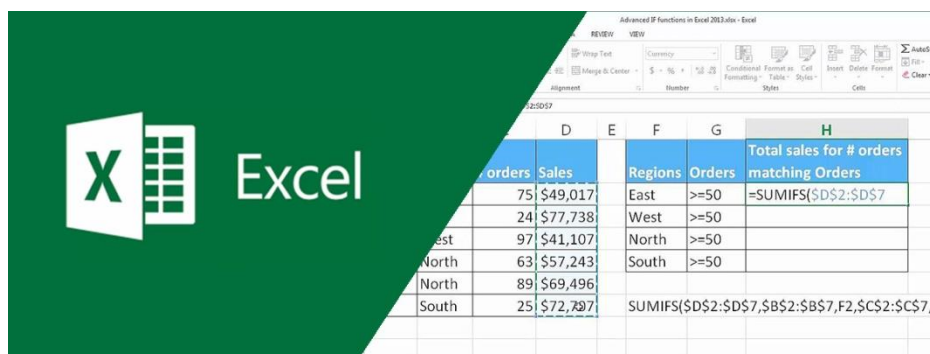 Advanced IF functions in Excel 2013.xlsx - Excel
REVIEW VIEW
Wrap Text Currency AutoS
Merge & Center $ - % , Conditional Formatting Format as Table Cell Styles Insert Delete Format Fill
Clear
Alignment Number Styles Cells
$2:$D$7
D E F G H
orders Sales Regions Orders Total sales for # orders
matching Orders
75 $49,017 East >=50 =SUMIFS($D$2:$D$7
24 $77,738 West >=50
est 97 $41,107 North >=50
North 63 $57,243 South >=50
North 89 $69,496
South 25 SUMIFS($D$2:$D$7,$B$2:$B$7,F2,$C$2:$C$7,
X Excel